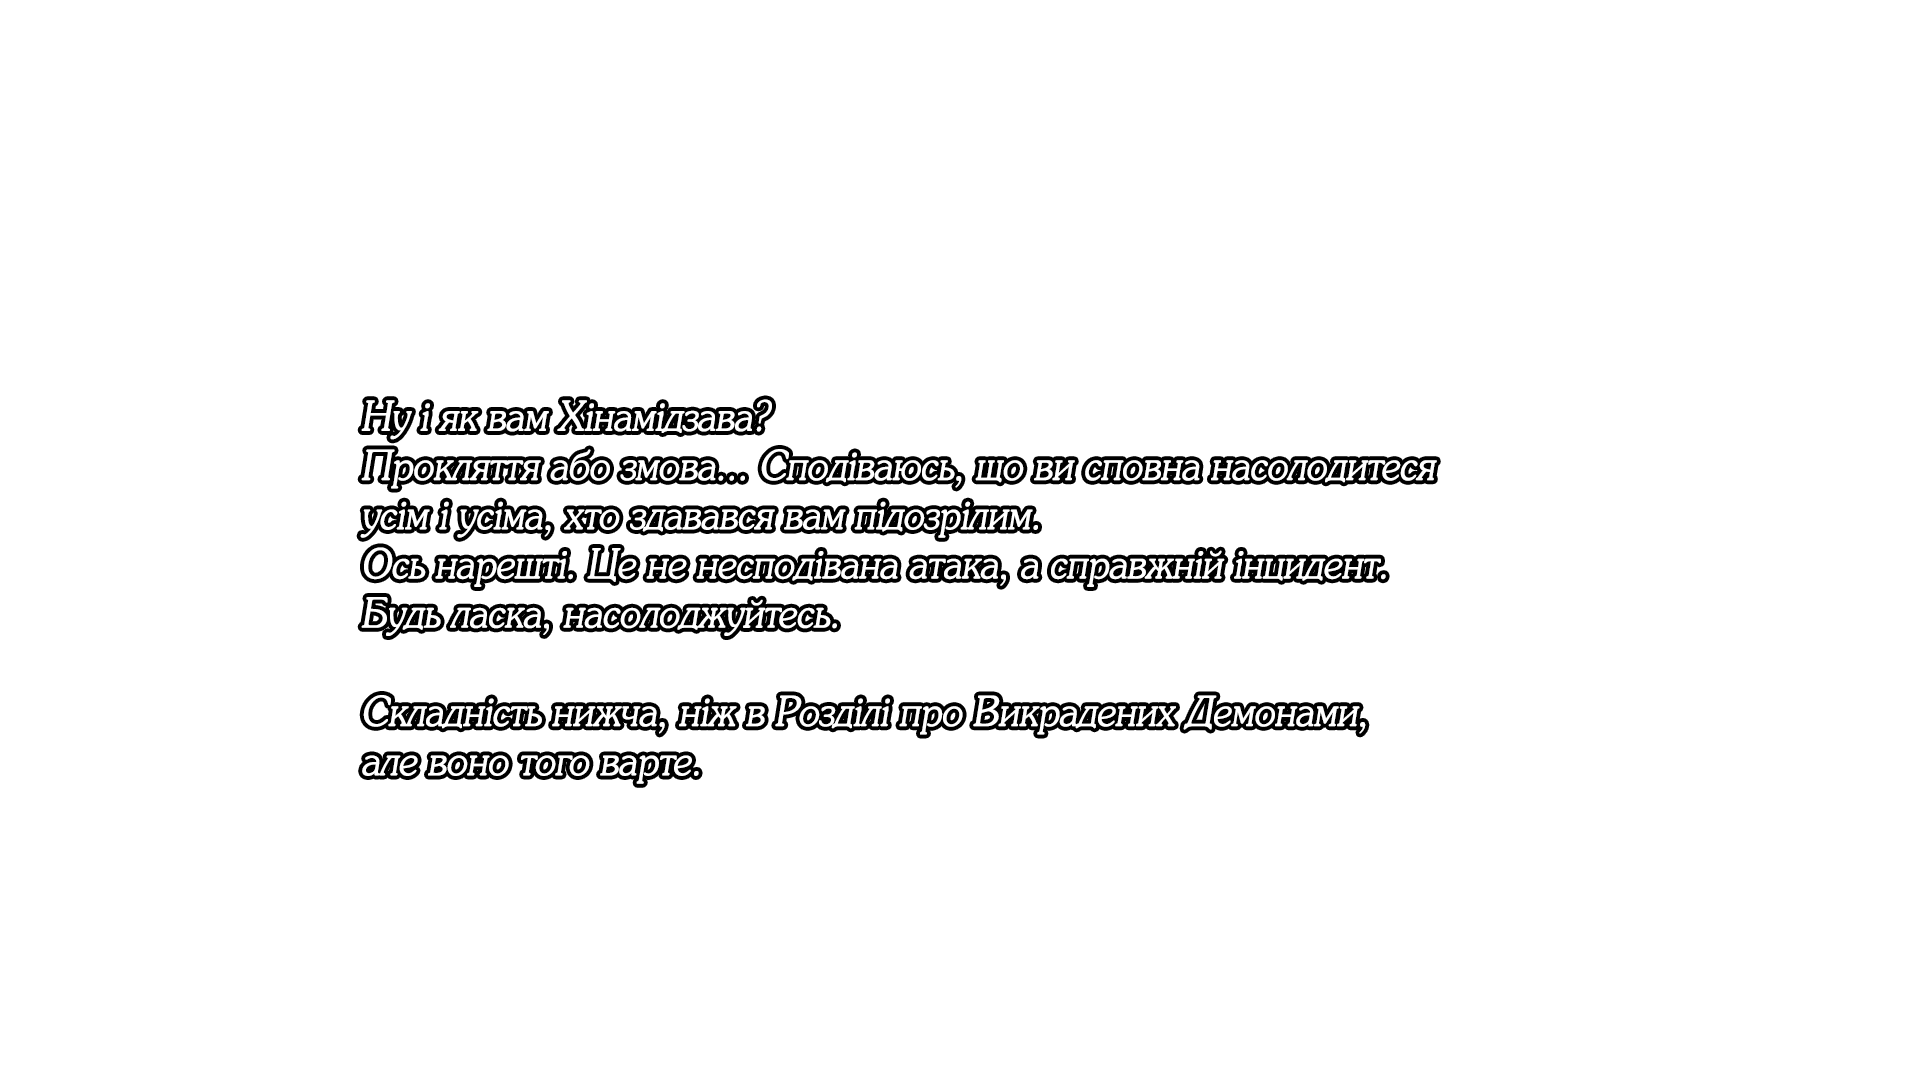 Ну і як вам Хінамідзава?
Прокляття або змова... Сподіваюсь, що ви сповна насолодитеся
усім і усіма, хто здавався вам підозрілим.
Ось нарешті. Це не несподівана атака, а справжній інцидент.
Будь ласка, насолоджуйтесь.
Складність нижча, ніж в Розділі про Викрадених Демонами,
але воно того варте.